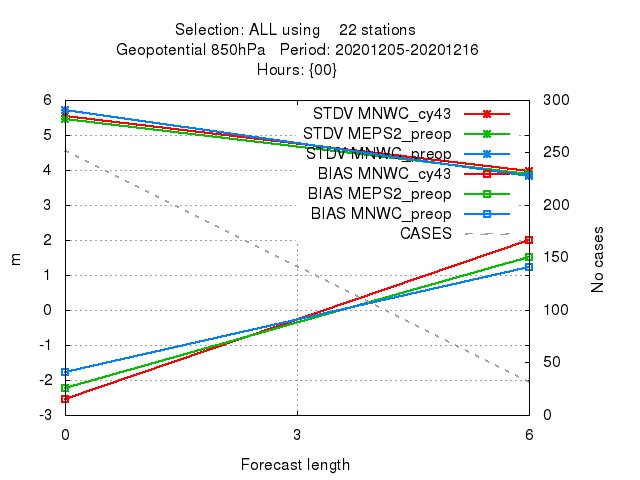 Selection: ALL using 22 stations
Geopotential 850hPa Period: 20201205-20201216
Hours: {00}
STDV MNWC_cy43
STDV MEPS2_preop
STDV MNWC_preop
BIAS MNWC_cy43
BIAS MEPS2_preop
BIAS MNWC_preop
CASES
6
5
4
3
2
1
0
-1
-2
-3
m
300
250
200
150
100
50
0
No cases
0 3 6
Forecast length